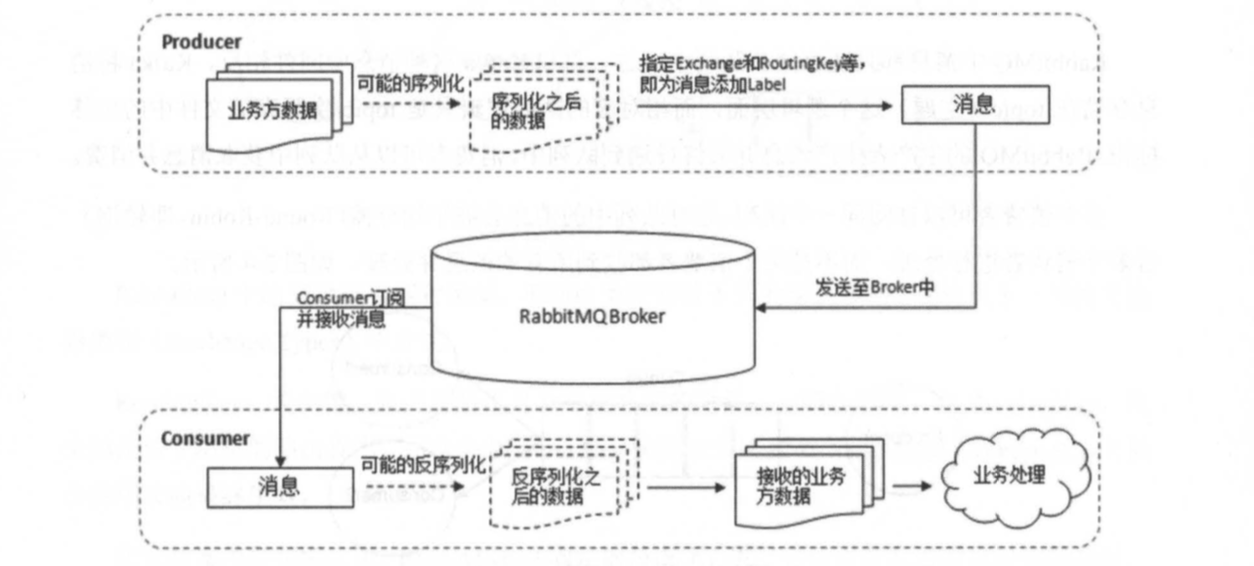 Producer
业务方数据
可能的序列化
序列化之后
的数据
指定Exchange和RoutingKey等,
即为消息添加Label
消息
Consumer订阅
并接收消息
RabbitMQ Broker
发送至Broker中
Consumer
消息
可能的反序列化
反序列化之
后的数据
接收的业务
方数据
业务处理